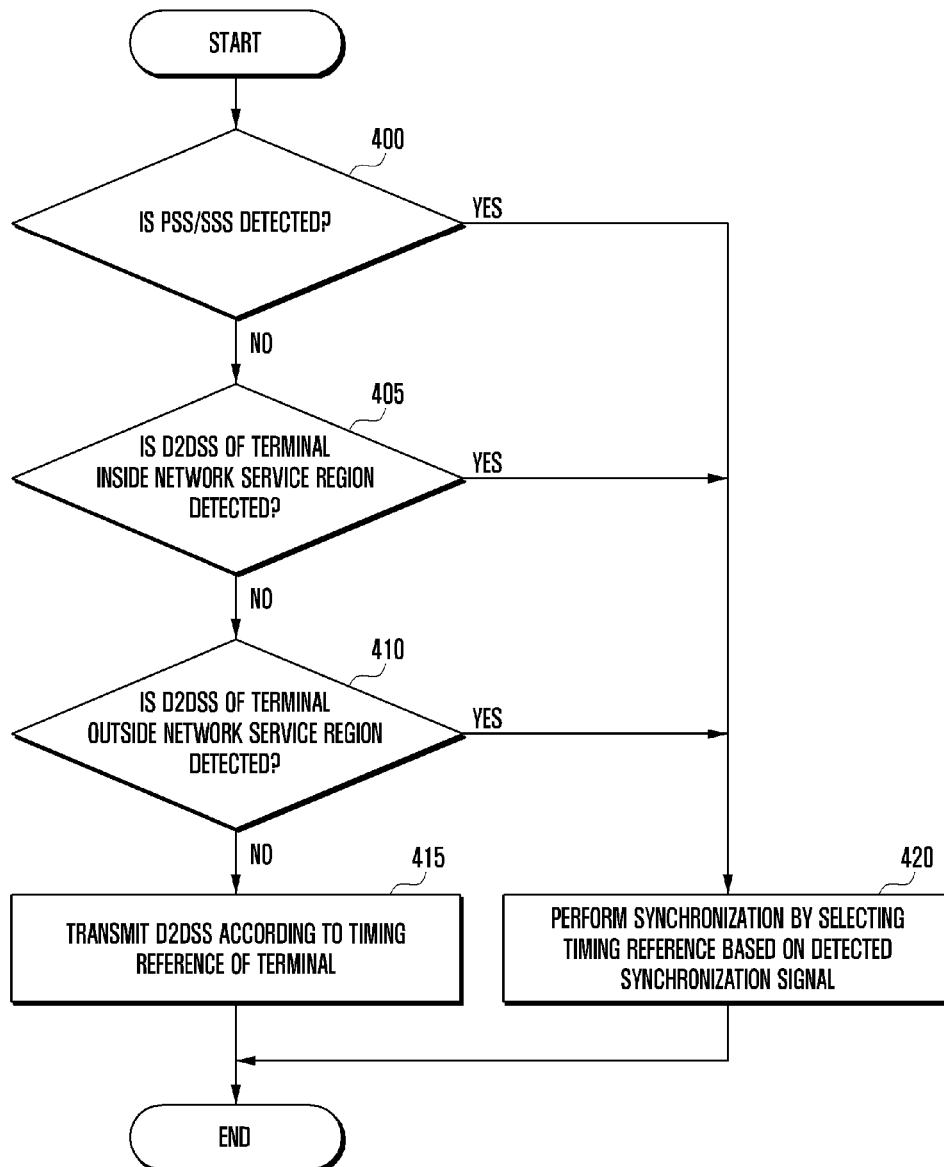 START
400
IS PSS/SSS DETECTED?
YES
NO
405
IS D2DSS OF TERMINAL
INSIDE NETWORK SERVICE REGION
DETECTED?
YES
NO
410
IS D2DSS OF TERMINAL
OUTSIDE NETWORK SERVICE REGION
DETECTED?
YES
NO
415
TRANSMIT D2DSS ACCORDING TO TIMING
REFERENCE OF TERMINAL
420
PERFORM SYNCHRONIZATION BY SELECTING
TIMING REFERENCE BASED ON DETECTED
SYNCHRONIZATION SIGNAL
END